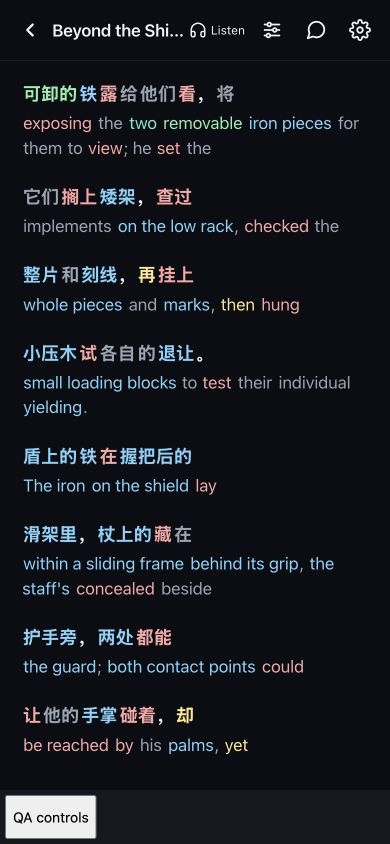 Beyond the Shi... Listen
可卸的铁露给他们看，将
exposing the two removable iron pieces for
them to view; he set the
它们搁上矮架，查过
implements on the low rack, checked the
整片和刻线，再挂上
whole pieces and marks, then hung
小压木试各自的退让。
small loading blocks to test their individual
yielding.
盾上的铁在握把后的
The iron on the shield lay
滑架里，杖上的藏在
within a sliding frame behind its grip, the
staff's concealed beside
护手旁，两处都能
the guard; both contact points could
让他的手掌碰着，却
be reached by his palms, yet
QA controls